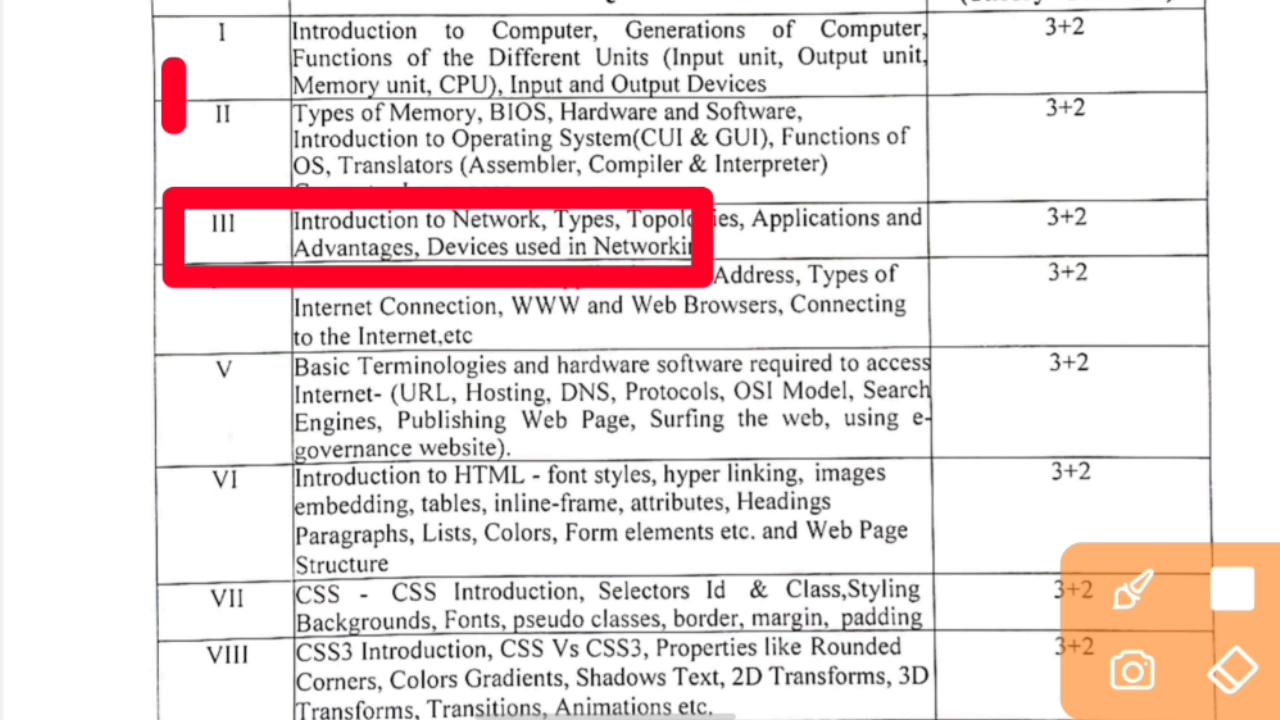 I Introduction to Computer, Generations of Computer, 3+2
Functions of the Different Units (Input unit, Output unit,
Memory unit, CPU), Input and Output Devices
II Types of Memory, BIOS, Hardware and Software, 3+2
Introduction to Operating System(CUI & GUI), Functions of
OS, Translators (Assembler, Compiler & Interpreter)
III Introduction to Network, Types, Applications and 3+2
Advantages, Devices used in
Address, Types of 3+2
Internet Connection, WWW and Web Browsers, Connecting
to the Internet,etc
V Basic Terminologies and hardware software required to access 3+2
Internet- (URL, Hosting, DNS, Protocols, OSI Model, Search
Engines, Publishing Web Page, Surfing the web, using e-
governance website).
VI Introduction to HTML - font styles, hyper linking, images 3+2
embedding, tables, inline-frame, attributes, Headings
Paragraphs, Lists, Colors, Form elements etc. and Web Page
Structure
VII CSS - CSS Introduction, Selectors Id & Class,Styling 3+2
Backgrounds, Fonts, pseudo classes, border, margin, padding
VIII CSS3 Introduction, CSS Vs CSS3, Properties like Rounded 3+2
Corners, Colors Gradients, Shadows Text, 2D Transforms, 3D
Transforms, Transitions, Animations etc.